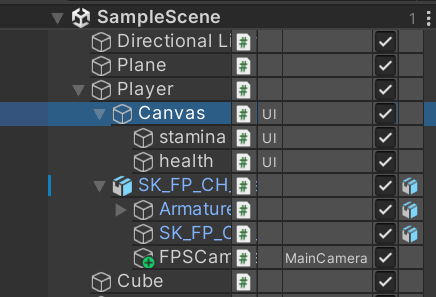 SampleScene 1
Directional Li
Plane
Player
Canvas UI
stamina UI
health UI
SK_FP_CH_
Armature
SK_FP_C
FPSCam MainCamera
Cube